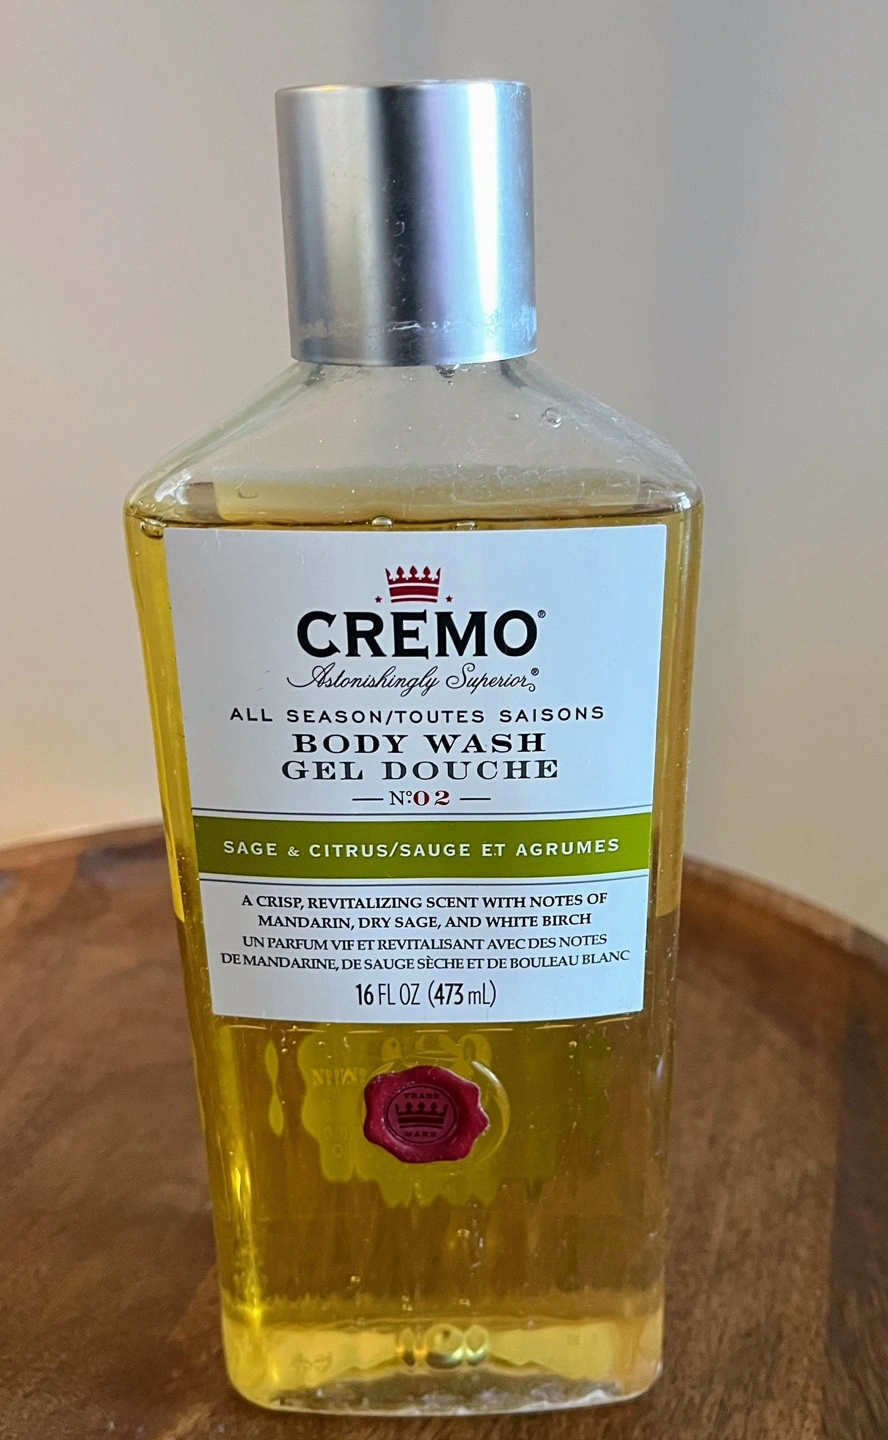 CREMO®
Astonishingly Superior®
ALL SEASON/TOUTES SAISONS
BODY WASH
GEL DOUCHE
— Nº02 —
SAGE & CITRUS/SAUGE ET AGRUMES
A CRISP, REVITALIZING SCENT WITH NOTES OF
MANDARIN, DRY SAGE, AND WHITE BIRCH
UN PARFUM VIF ET REVITALISANT AVEC DES NOTES
DE MANDARINE, DE SAUGE SÈCHE ET DE BOULEAU BLANC
16 FL OZ (473 mL)
TRADE
MARK